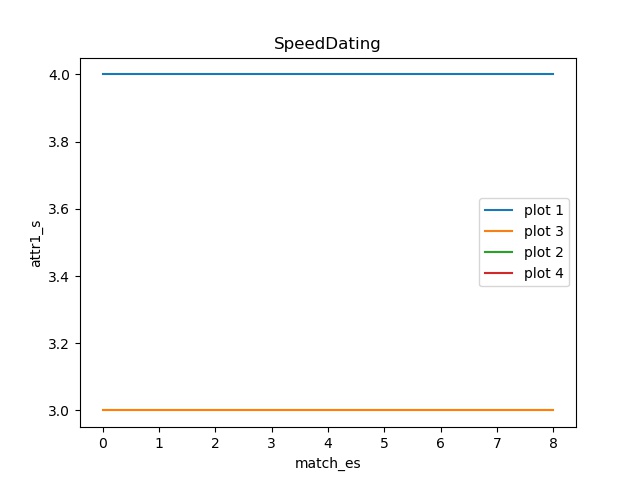 SpeedDating
4.0
3.8
3.6
3.4
3.2
3.0
attr1_s
plot 1
plot 3
plot 2
plot 4
0 1 2 3 4 5 6 7 8
match_es